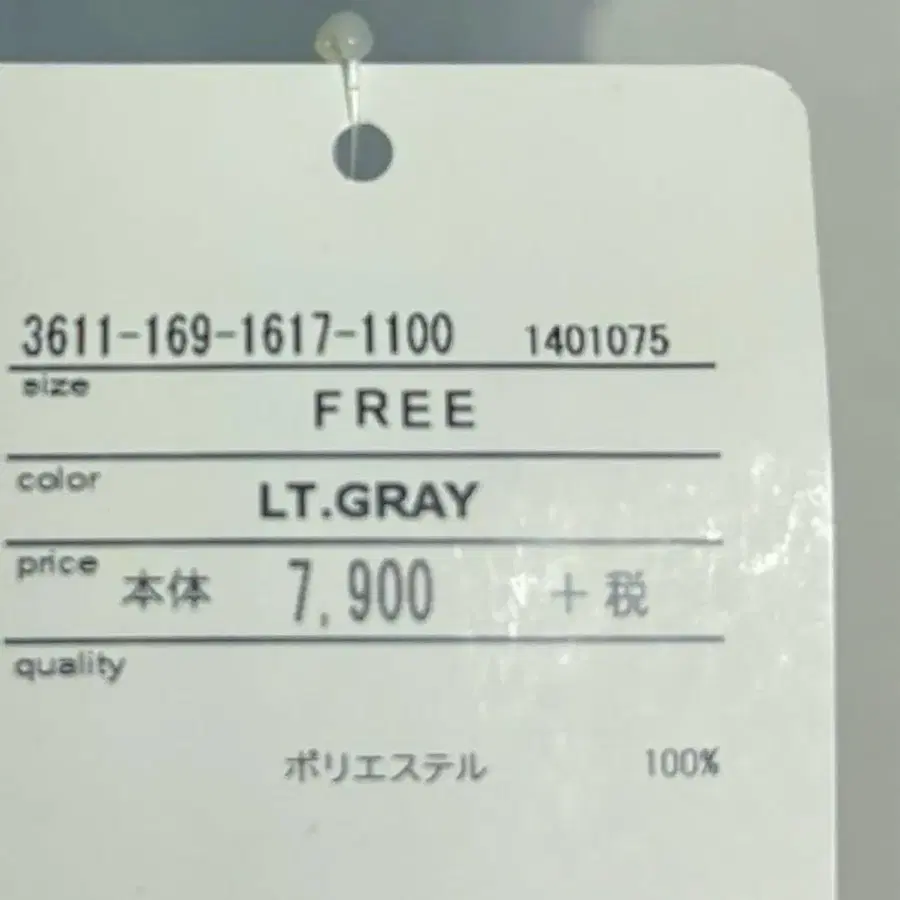 3611-169-1617-1100 1401075
size
FREE
color
LT.GRAY
price 本体 7,900 +税
quality
ポリエステル 100%